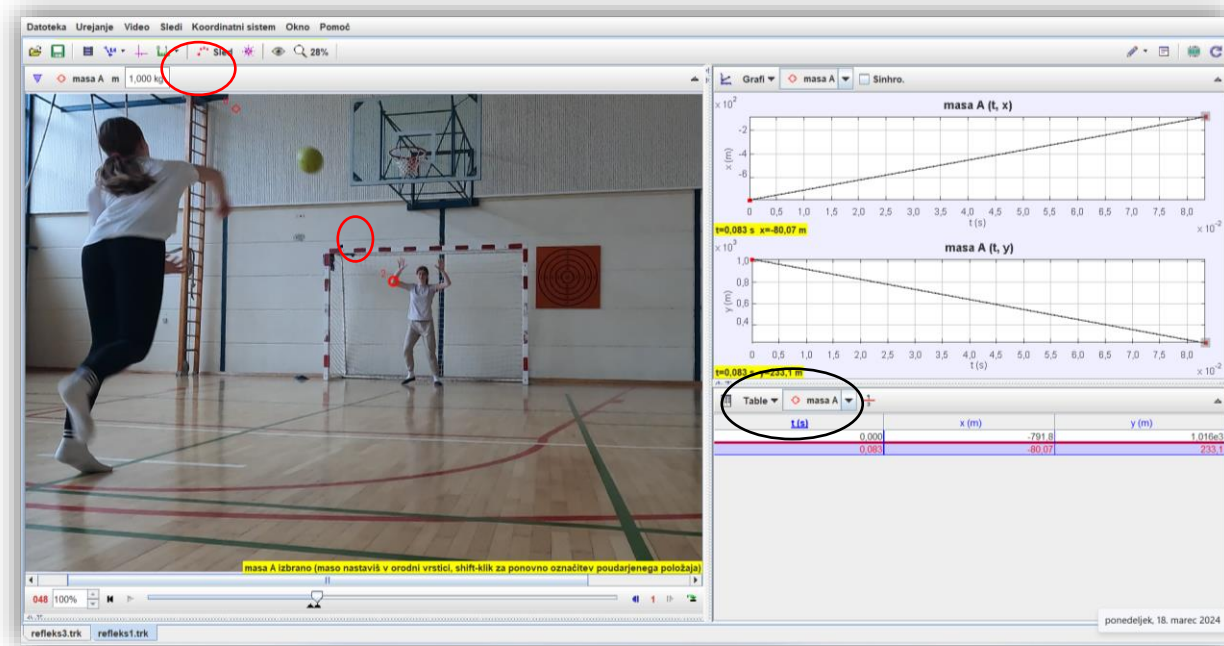 Datoteka Urejanje Video Sledi Koordinatni sistem Okno Pomoč
Sled 28%
masa A m 1,000 kg
Grafi masa A Sinhro.
masa A (t, x)
× 10²
-2
-4
-6
x (m)
0 0,5 1,0 1,5 2,0 2,5 3,0 3,5 4,0 4,5 5,0 5,5 6,0 6,5 7,0 7,5 8,0
t (s)
× 10⁻²
t=0,083 s x=-80,07 m
masa A (t, y)
× 10³
1,0
0,8
0,6
0,4
y (m)
0 0,5 1,0 1,5 2,0 2,5 3,0 3,5 4,0 4,5 5,0 5,5 6,0 6,5 7,0 7,5 8,0
t (s)
× 10⁻²
t=0,083 s y=233,1 m
2
Table masa A
t (s) x (m) y (m)
0,000 -791,8 1,016e3
0,083 -80,07 233,1
masa A izbrano (maso nastaviš v orodni vrstici, shift-klik za ponovno označitev poudarjenega položaja)
048 100% 1
refleks3.trk refleks1.trk
ponedeljek, 18. marec 2024